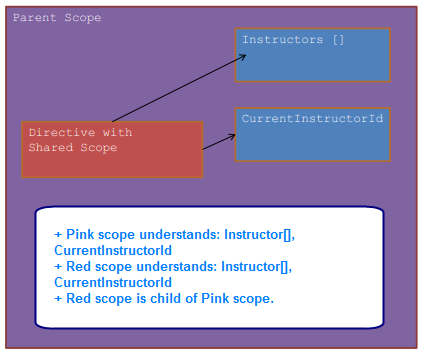 Parent Scope
Instructors []
CurrentInstructorId
Directive with
Shared Scope
+ Pink scope understands: Instructor[],
CurrentInstructorId
+ Red scope understands: Instructor[],
CurrentInstructorId
+ Red scope is child of Pink scope.